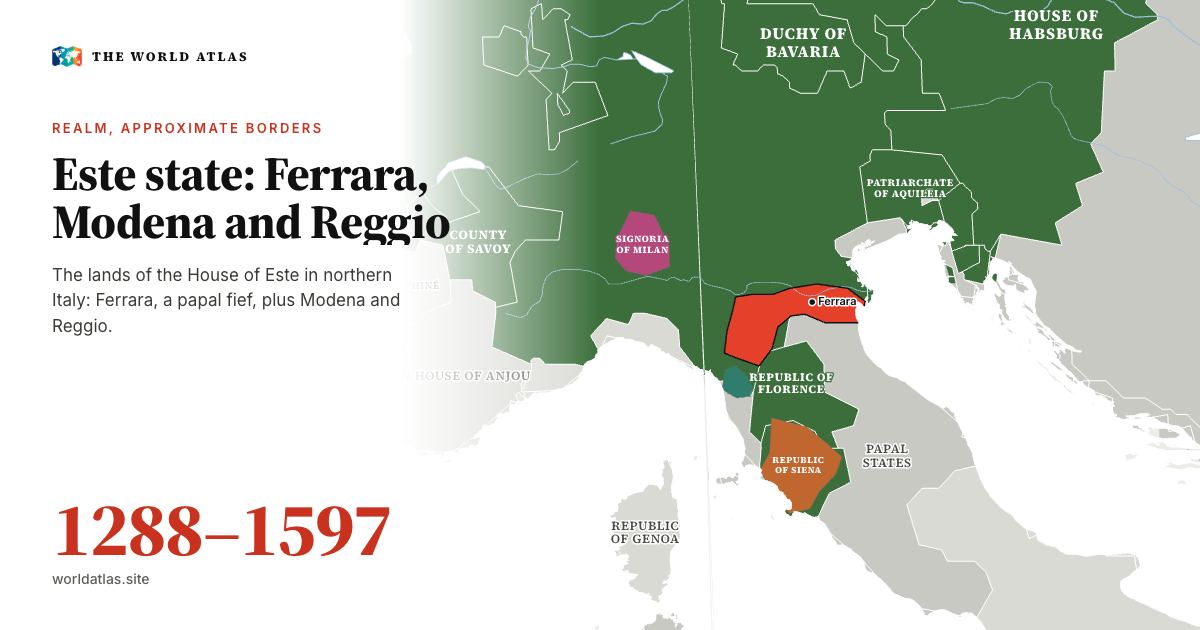 THE WORLD ATLAS
REALM, APPROXIMATE BORDERS
Este state: Ferrara,
Modena and Reggio
The lands of the House of Este in northern
Italy: Ferrara, a papal fief, plus Modena and
Reggio.
1288–1597
worldatlas.site
DUCHY OF
BAVARIA
HOUSE OF
HABSBURG
PATRIARCHATE
OF AQUILEIA
COUNTY
OF SAVOY
SIGNORIA
OF MILAN
Ferrara
HOUSE OF ANJOU
REPUBLIC OF
FLORENCE
PAPAL
STATES
REPUBLIC
OF SIENA
REPUBLIC
OF GENOA